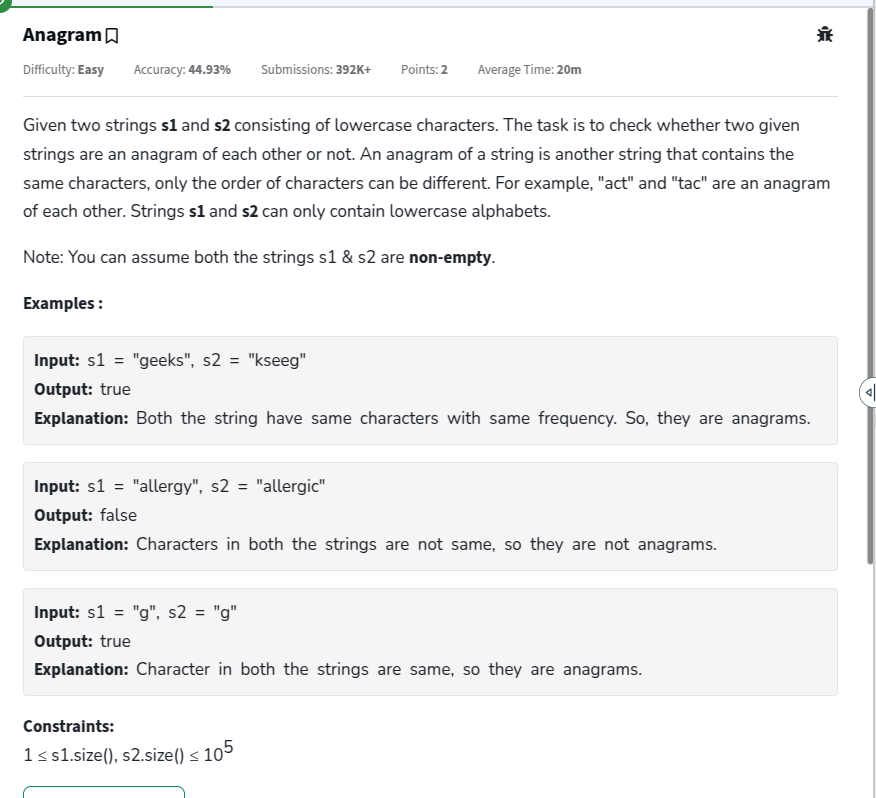 Anagram
Difficulty: Easy Accuracy: 44.93% Submissions: 392K+ Points: 2 Average Time: 20m
Given two strings s1 and s2 consisting of lowercase characters. The task is to check whether two given
strings are an anagram of each other or not. An anagram of a string is another string that contains the
same characters, only the order of characters can be different. For example, "act" and "tac" are an anagram
of each other. Strings s1 and s2 can only contain lowercase alphabets.
Note: You can assume both the strings s1 & s2 are non-empty.
Examples :
Input: s1 = "geeks", s2 = "kseeg"
Output: true
Explanation: Both the string have same characters with same frequency. So, they are anagrams.
Input: s1 = "allergy", s2 = "allergic"
Output: false
Explanation: Characters in both the strings are not same, so they are not anagrams.
Input: s1 = "g", s2 = "g"
Output: true
Explanation: Character in both the strings are same, so they are anagrams.
Constraints:
1 ≤ s1.size(), s2.size() ≤ 10⁵